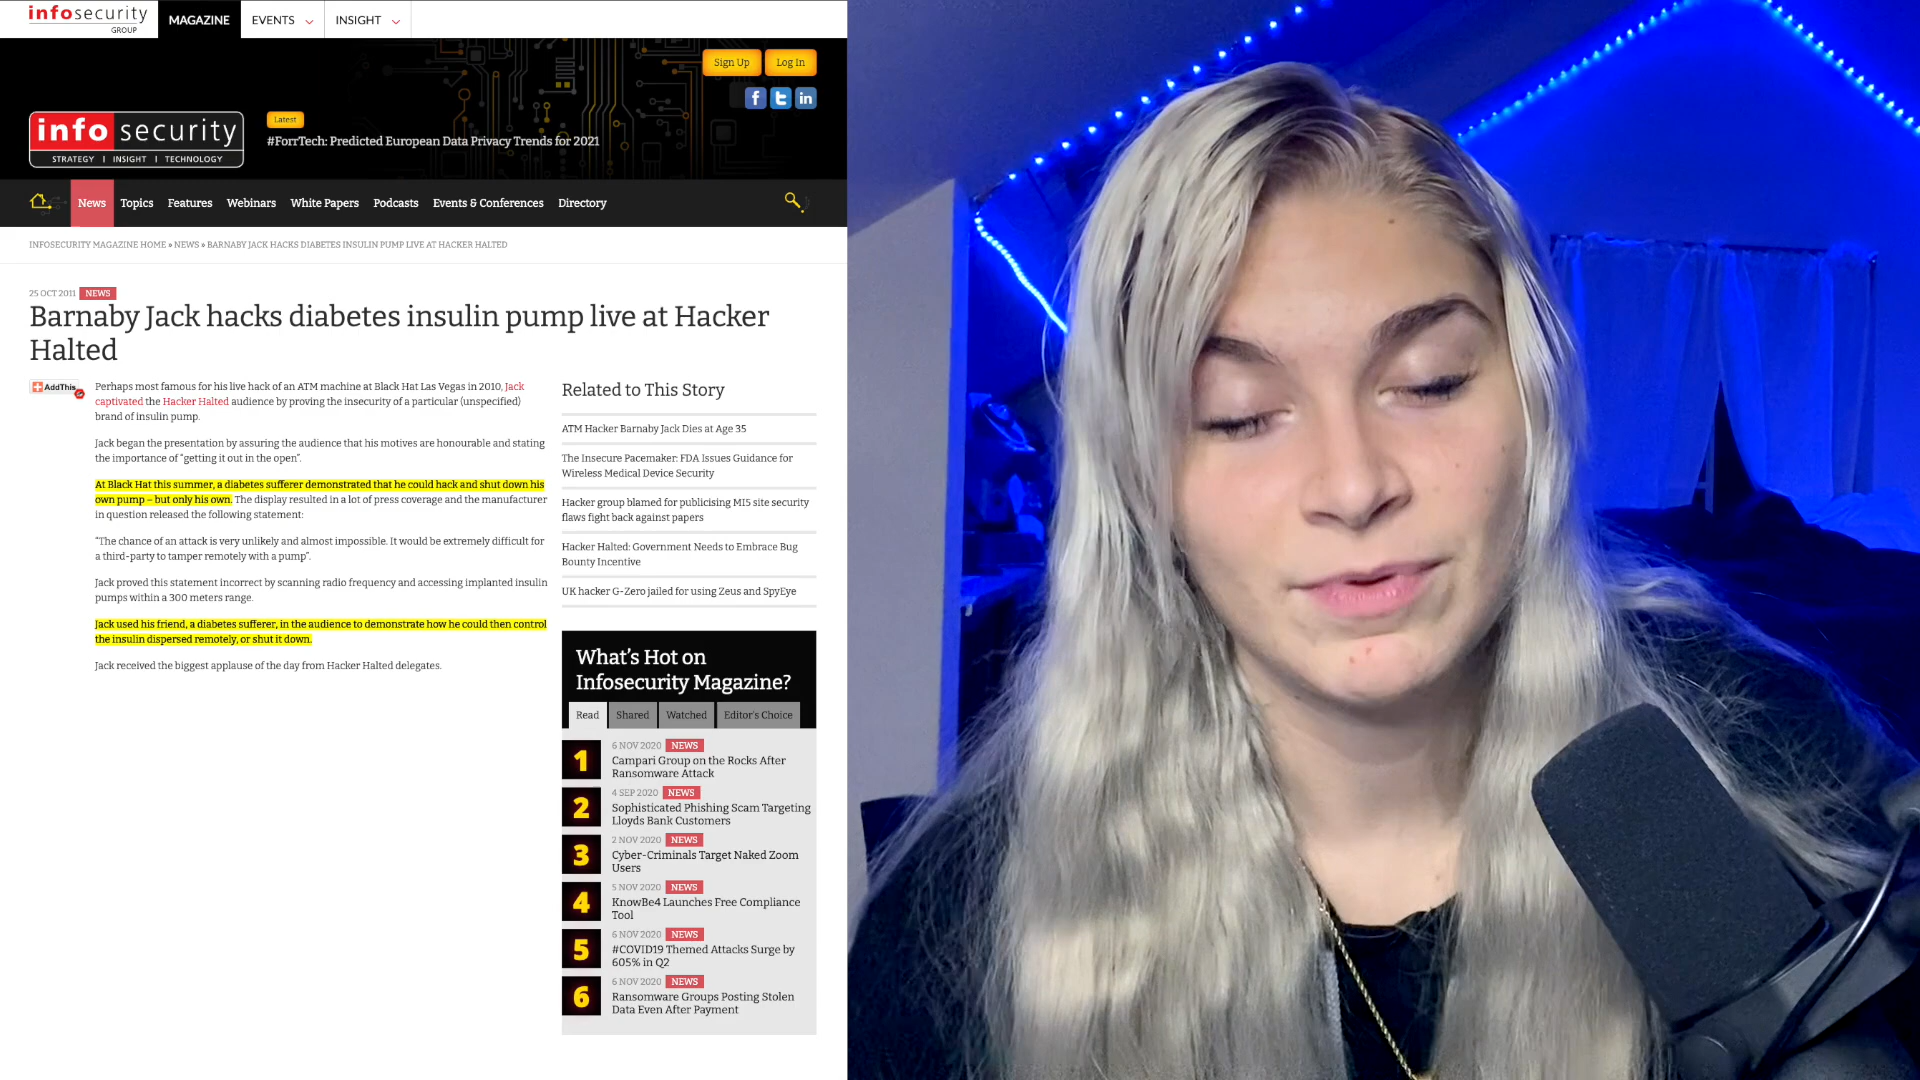 infosecurity
GROUP
MAGAZINE
EVENTS
INSIGHT
Sign Up
Log In
Latest
#ForrTech: Predicted European Data Privacy Trends for 2021
info security
STRATEGY | INSIGHT | TECHNOLOGY
News
Topics
Features
Webinars
White Papers
Podcasts
Events & Conferences
Directory
INFOSECURITY MAGAZINE HOME » NEWS » BARNABY JACK HACKS DIABETES INSULIN PUMP LIVE AT HACKER HALTED
25 OCT 2011 NEWS
Barnaby Jack hacks diabetes insulin pump live at Hacker
Halted
AddThis
Perhaps most famous for his live hack of an ATM machine at Black Hat Las Vegas in 2010, Jack
captivated the Hacker Halted audience by proving the insecurity of a particular (unspecified)
brand of insulin pump.
Jack began the presentation by assuring the audience that his motives are honourable and stating
the importance of "getting it out in the open".
At Black Hat this summer, a diabetes sufferer demonstrated that he could hack and shut down his
own pump – but only his own. The display resulted in a lot of press coverage and the manufacturer
in question released the following statement:
"The chance of an attack is very unlikely and almost impossible. It would be extremely difficult for
a third-party to tamper remotely with a pump".
Jack proved this statement incorrect by scanning radio frequency and accessing implanted insulin
pumps within a 300 meters range.
Jack used his friend, a diabetes sufferer, in the audience to demonstrate how he could then control
the insulin dispersed remotely, or shut it down.
Jack received the biggest applause of the day from Hacker Halted delegates.
Related to This Story
ATM Hacker Barnaby Jack Dies at Age 35
The Insecure Pacemaker: FDA Issues Guidance for
Wireless Medical Device Security
Hacker group blamed for publicising MI5 site security
flaws fight back against papers
Hacker Halted: Government Needs to Embrace Bug
Bounty Incentive
UK hacker G-Zero jailed for using Zeus and SpyEye
What's Hot on
Infosecurity Magazine?
Read
Shared
Watched
Editor's Choice
1
6 NOV 2020 NEWS
Campari Group on the Rocks After
Ransomware Attack
2
4 SEP 2020 NEWS
Sophisticated Phishing Scam Targeting
Lloyds Bank Customers
3
2 NOV 2020 NEWS
Cyber-Criminals Target Naked Zoom
Users
4
5 NOV 2020 NEWS
KnowBe4 Launches Free Compliance
Tool
5
6 NOV 2020 NEWS
#COVID19 Themed Attacks Surge by
605% in Q2
6
6 NOV 2020 NEWS
Ransomware Groups Posting Stolen
Data Even After Payment